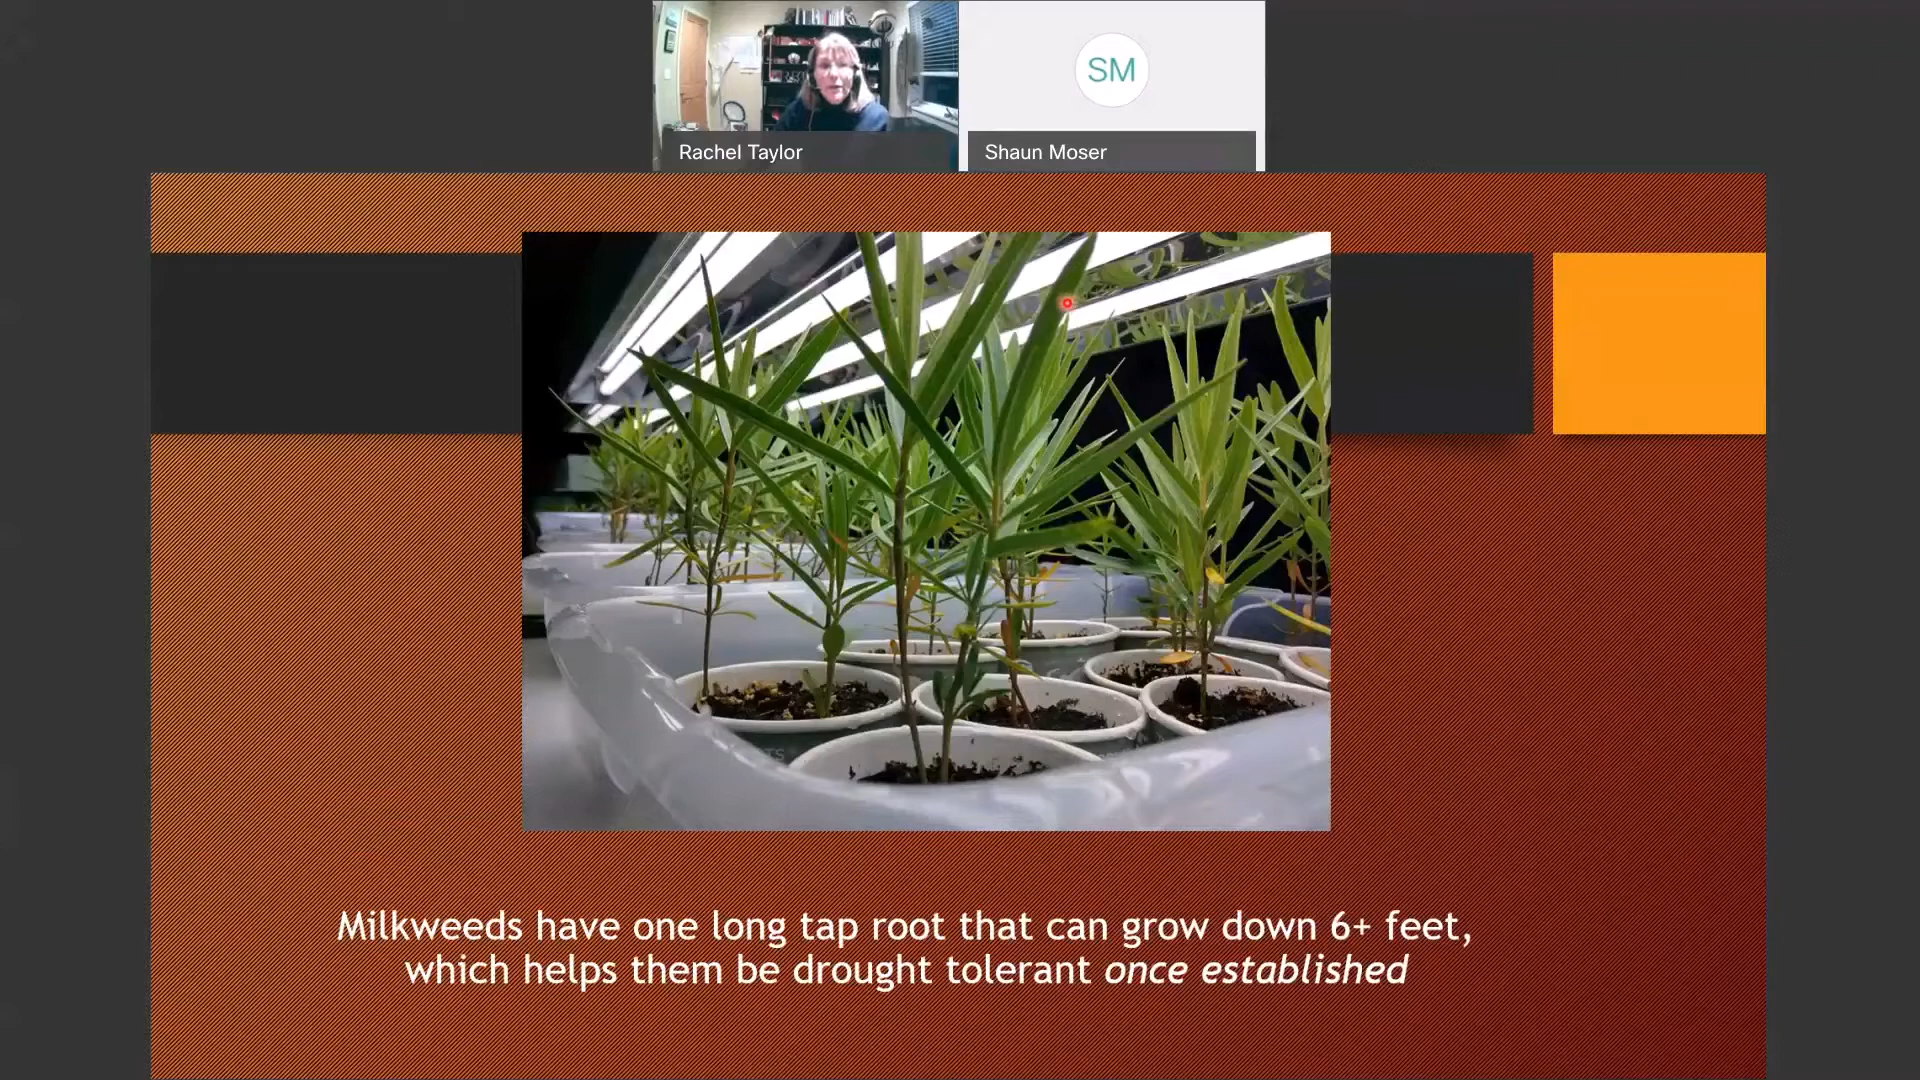 SM
Rachel Taylor
Shaun Moser
Milkweeds have one long tap root that can grow down 6+ feet,
which helps them be drought tolerant once established